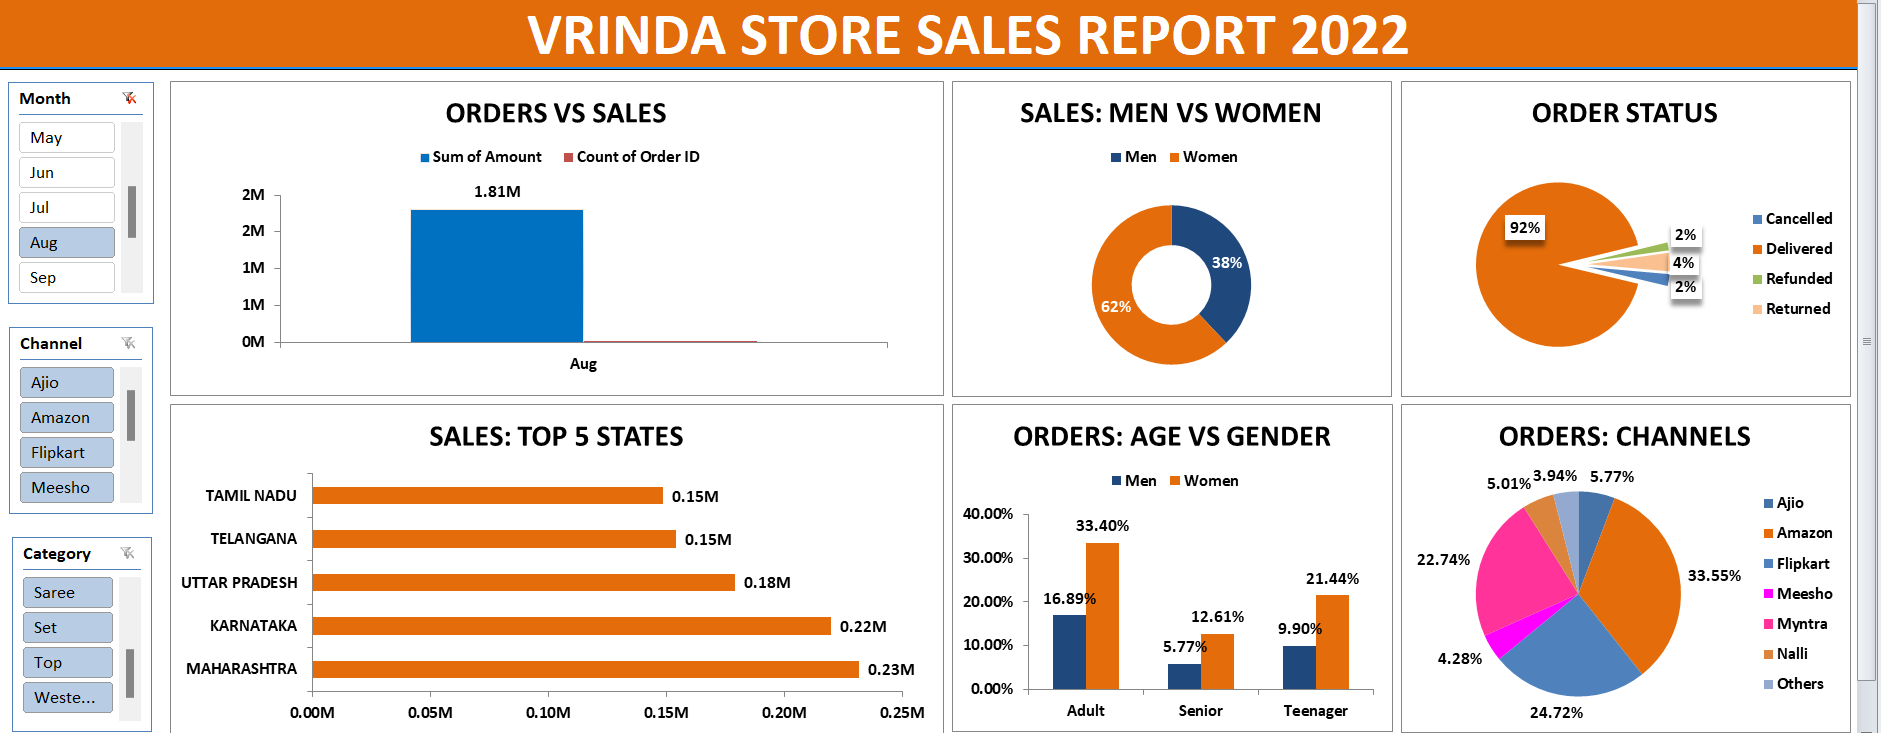 VRINDA STORE SALES REPORT 2022
Month
May
Jun
Jul
Aug
Sep
Channel
Ajio
Amazon
Flipkart
Meesho
Category
Saree
Set
Top
Weste...
ORDERS VS SALES
Sum of Amount Count of Order ID
1.81M
2M
2M
1M
1M
0M
Aug
SALES: MEN VS WOMEN
Men Women
38%
62%
ORDER STATUS
92%
2%
4%
2%
Cancelled
Delivered
Refunded
Returned
SALES: TOP 5 STATES
TAMIL NADU 0.15M
TELANGANA 0.15M
UTTAR PRADESH 0.18M
KARNATAKA 0.22M
MAHARASHTRA 0.23M
0.00M 0.05M 0.10M 0.15M 0.20M 0.25M
ORDERS: AGE VS GENDER
Men Women
40.00%
30.00%
20.00%
10.00%
0.00%
16.89% 33.40%
5.77% 12.61%
9.90% 21.44%
Adult Senior Teenager
ORDERS: CHANNELS
5.01% 3.94% 5.77%
22.74%
33.55%
4.28%
24.72%
Ajio
Amazon
Flipkart
Meesho
Myntra
Nalli
Others